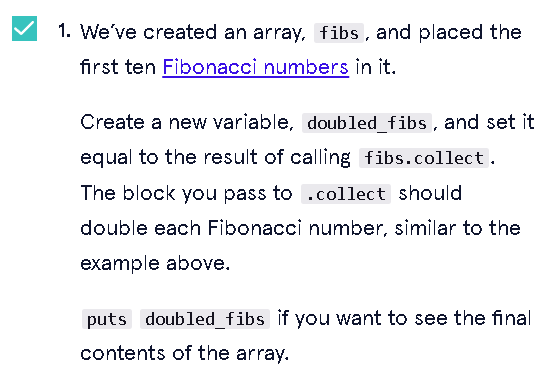 1. We've created an array, fibs, and placed the
first ten Fibonacci numbers in it.
Create a new variable, doubled_fibs, and set it
equal to the result of calling fibs.collect.
The block you pass to .collect should
double each Fibonacci number, similar to the
example above.
puts doubled_fibs if you want to see the final
contents of the array.